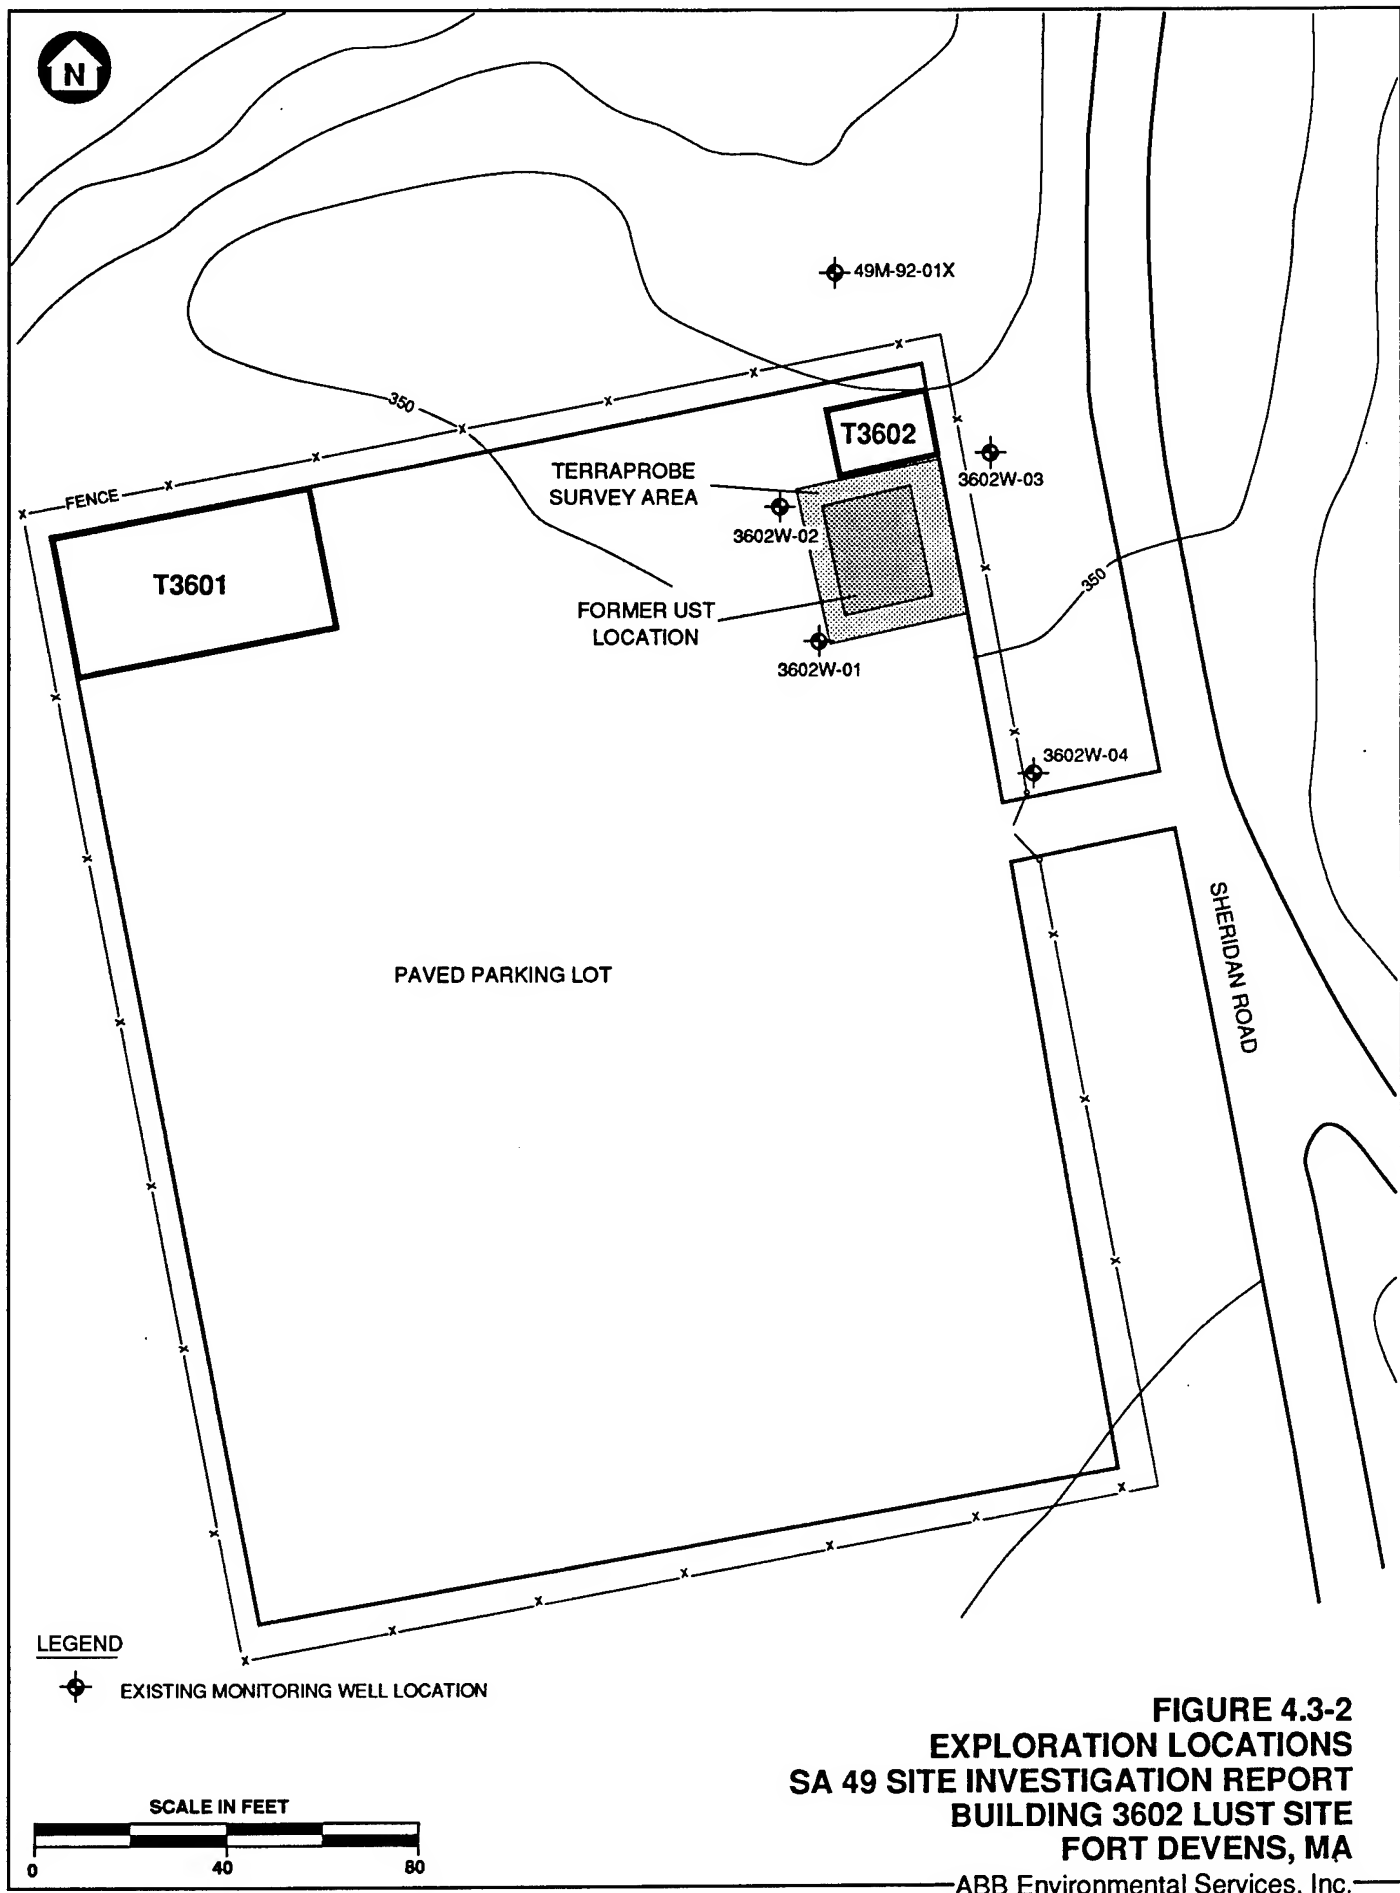 N
49M-92-01X
350
T3602
TERRAPROBE
SURVEY AREA
3602W-03
FENCE
3602W-02
T3601
350
FORMER UST
LOCATION
3602W-01
3602W-04
SHERIDAN ROAD
PAVED PARKING LOT
LEGEND
EXISTING MONITORING WELL LOCATION
SCALE IN FEET
0 40 80
FIGURE 4.3-2
EXPLORATION LOCATIONS
SA 49 SITE INVESTIGATION REPORT
BUILDING 3602 LUST SITE
FORT DEVENS, MA
ABB Environmental Services, Inc.